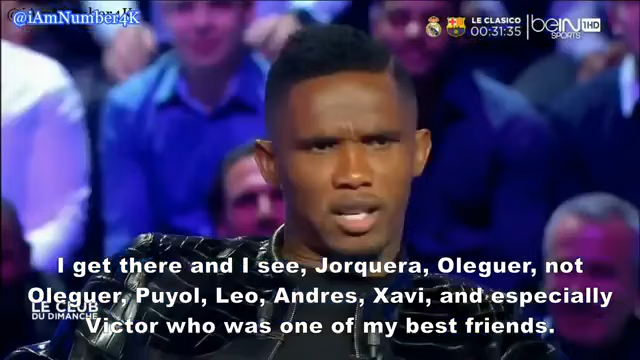 @iAmNumber4K
LE CLASICO
00:31:35
beIN 1HD
SPORTS
I get there and I see, Jorquera, Oleguer, not
Oleguer, Puyol, Leo, Andres, Xavi, and especially
Victor who was one of my best friends.
LE CLUB
DU DIMANCHE